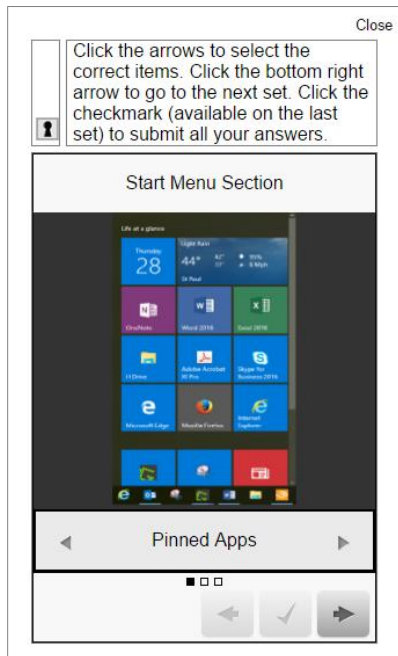 Close
Click the arrows to select the
correct items. Click the bottom right
arrow to go to the next set. Click the
checkmark (available on the last
set) to submit all your answers.
Start Menu Section
Life at a glance
Thursday
28
Light Rain
44°
St Paul
OneNote
Word 2016
Excel 2016
H Drive
Adobe Acrobat
XI Pro
Skype for
Business 2016
Microsoft Edge
Mozilla Firefox
Internet
Explorer
Pinned Apps